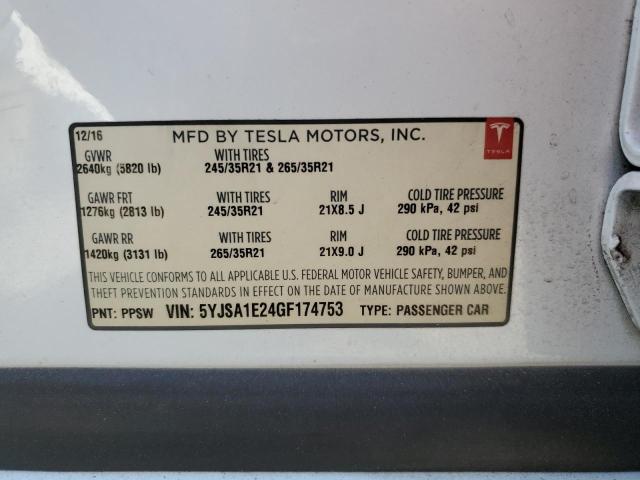 12/16 MFD BY TESLA MOTORS, INC.
TESLA
GVWR WITH TIRES
2640kg (5820 lb) 245/35R21 & 265/35R21
GAWR FRT WITH TIRES RIM COLD TIRE PRESSURE
1276kg (2813 lb) 245/35R21 21X8.5 J 290 kPa, 42 psi
GAWR RR WITH TIRES RIM COLD TIRE PRESSURE
1420kg (3131 lb) 265/35R21 21X9.0 J 290 kPa, 42 psi
THIS VEHICLE CONFORMS TO ALL APPLICABLE U.S. FEDERAL MOTOR VEHICLE SAFETY, BUMPER, AND
THEFT PREVENTION STANDARDS IN EFFECT ON THE DATE OF MANUFACTURE SHOWN ABOVE.
PNT: PPSW VIN: 5YJSA1E24GF174753 TYPE: PASSENGER CAR